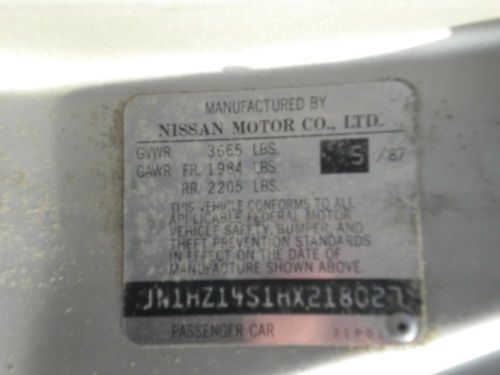 MANUFACTURED BY
NISSAN MOTOR CO., LTD.
GVWR 3665 LBS. 5 /87
GAWR FR. 1984 LBS.
RR. 2205 LBS.
THIS VEHICLE CONFORMS TO ALL
APPLICABLE FEDERAL MOTOR
VEHICLE SAFETY, BUMPER, AND
THEFT PREVENTION STANDARDS
IN EFFECT ON THE DATE OF
MANUFACTURE SHOWN ABOVE.
JN1HZ14S1HX218027
PASSENGER CAR 21P01